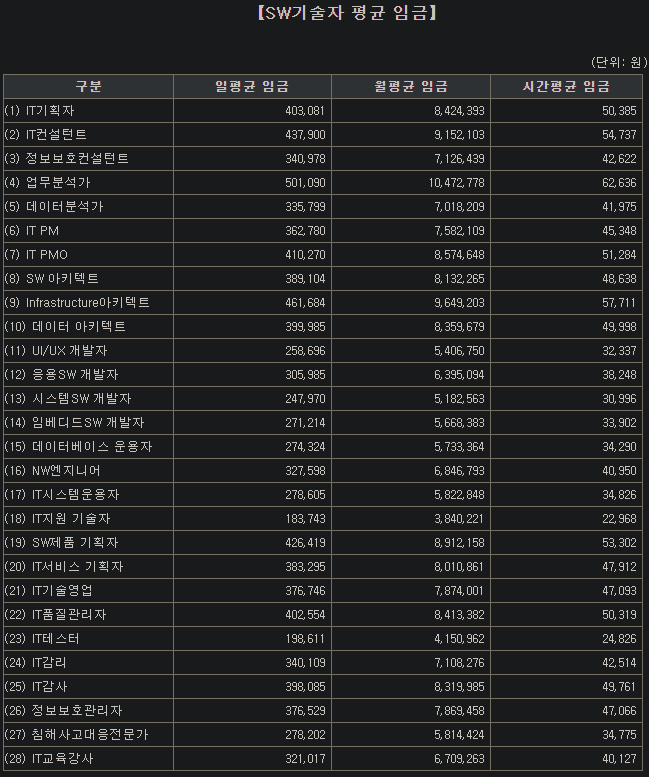 【SW기술자 평균 임금】
(단위: 원)
구분 일평균 임금 월평균 임금 시간평균 임금
(1) IT기획자 403,081 8,424,393 50,385
(2) IT컨설턴트 437,900 9,152,103 54,737
(3) 정보보호컨설턴트 340,978 7,126,439 42,622
(4) 업무분석가 501,090 10,472,778 62,636
(5) 데이터분석가 335,799 7,018,209 41,975
(6) IT PM 362,780 7,582,109 45,348
(7) IT PMO 410,270 8,574,648 51,284
(8) SW 아키텍트 389,104 8,132,265 48,638
(9) Infrastructure아키텍트 461,684 9,649,203 57,711
(10) 데이터 아키텍트 399,985 8,359,679 49,998
(11) UI/UX 개발자 258,696 5,406,750 32,337
(12) 응용SW 개발자 305,985 6,395,094 38,248
(13) 시스템SW 개발자 247,970 5,182,563 30,996
(14) 임베디드SW 개발자 271,214 5,668,383 33,902
(15) 데이터베이스 운용자 274,324 5,733,364 34,290
(16) NW엔지니어 327,598 6,846,793 40,950
(17) IT시스템운용자 278,605 5,822,848 34,826
(18) IT지원 기술자 183,743 3,840,221 22,968
(19) SW제품 기획자 426,419 8,912,158 53,302
(20) IT서비스 기획자 383,295 8,010,861 47,912
(21) IT기술영업 376,746 7,874,001 47,093
(22) IT품질관리자 402,554 8,413,382 50,319
(23) IT테스터 198,611 4,150,962 24,826
(24) IT감리 340,109 7,108,276 42,514
(25) IT감사 398,085 8,319,985 49,761
(26) 정보보호관리자 376,529 7,869,458 47,066
(27) 침해사고대응전문가 278,202 5,814,424 34,775
(28) IT교육강사 321,017 6,709,263 40,127